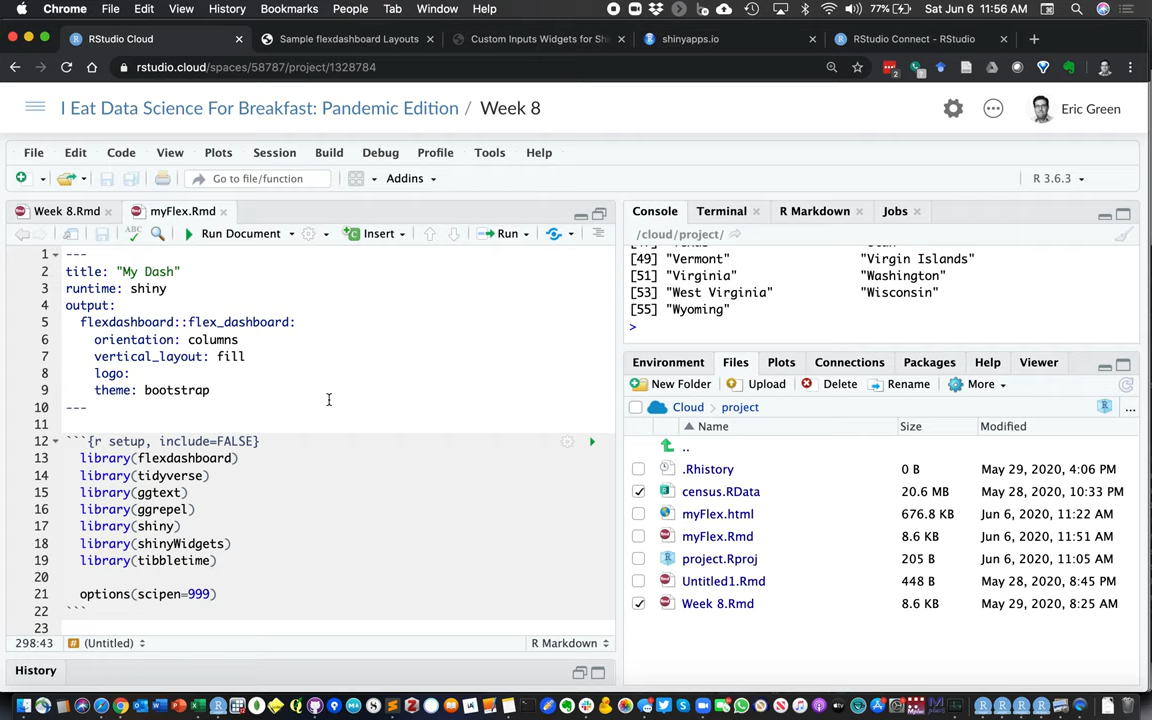 Chrome File Edit View History Bookmarks People Tab Window Help 77% Sat Jun 6 11:56 AM
RStudio Cloud × Sample flexdashboard Layouts × Custom Inputs Widgets for Shi × shinyapps.io × RStudio Connect - RStudio × +
rstudio.cloud/spaces/58787/project/1328784
I Eat Data Science For Breakfast: Pandemic Edition / Week 8
Eric Green
File Edit Code View Plots Session Build Debug Profile Tools Help
Go to file/function Addins R 3.6.3
Week 8.Rmd × myFlex.Rmd ×
Run Document Insert Run
1 ---
2 title: "My Dash"
3 runtime: shiny
4 output:
5 flexdashboard::flex_dashboard:
6 orientation: columns
7 vertical_layout: fill
8 logo:
9 theme: bootstrap
10 ---
11
12 ```{r setup, include=FALSE}
13 library(flexdashboard)
14 library(tidyverse)
15 library(ggtext)
16 library(ggrepel)
17 library(shiny)
18 library(shinyWidgets)
19 library(tibbletime)
20
21 options(scipen=999)
22 ```
23
298:43 (Untitled) R Markdown
History
Console Terminal × R Markdown × Jobs ×
/cloud/project/
[49] "Vermont" "Virgin Islands"
[51] "Virginia" "Washington"
[53] "West Virginia" "Wisconsin"
[55] "Wyoming"
>
Environment Files Plots Connections Packages Help Viewer
New Folder Upload Delete Rename More
Cloud > project ...
Name Size Modified
..
.Rhistory 0 B May 29, 2020, 4:06 PM
census.RData 20.6 MB May 28, 2020, 10:33 PM
myFlex.html 676.8 KB Jun 6, 2020, 11:22 AM
myFlex.Rmd 8.6 KB Jun 6, 2020, 11:51 AM
project.Rproj 205 B Jun 6, 2020, 11:05 AM
Untitled1.Rmd 448 B May 28, 2020, 8:45 PM
Week 8.Rmd 8.6 KB May 29, 2020, 8:25 AM